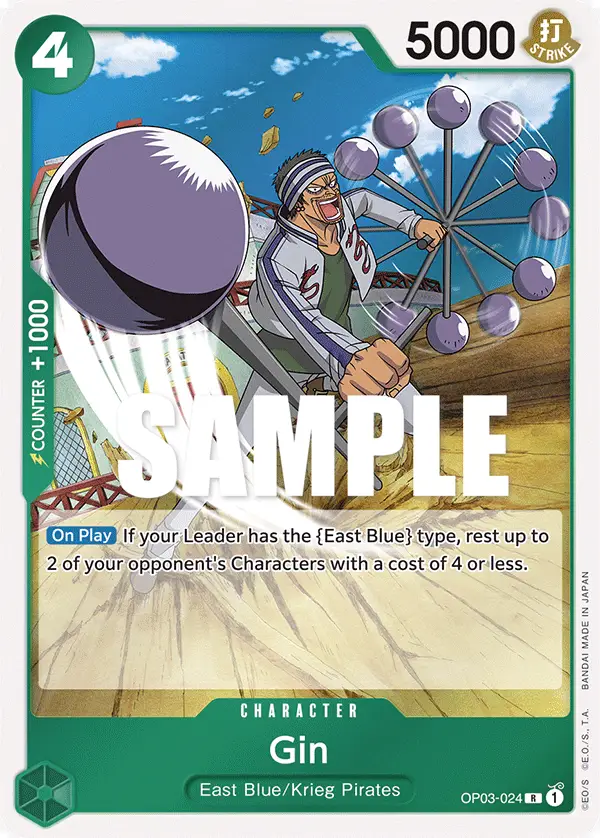 4
5000
打
STRIKE
COUNTER +1000
SAMPLE
On Play If your Leader has the {East Blue} type, rest up to
2 of your opponent's Characters with a cost of 4 or less.
CHARACTER
Gin
East Blue/Krieg Pirates
OP03-024 R 1
©EO/S ©E.O./S., T.A. BANDAI MADE IN JAPAN